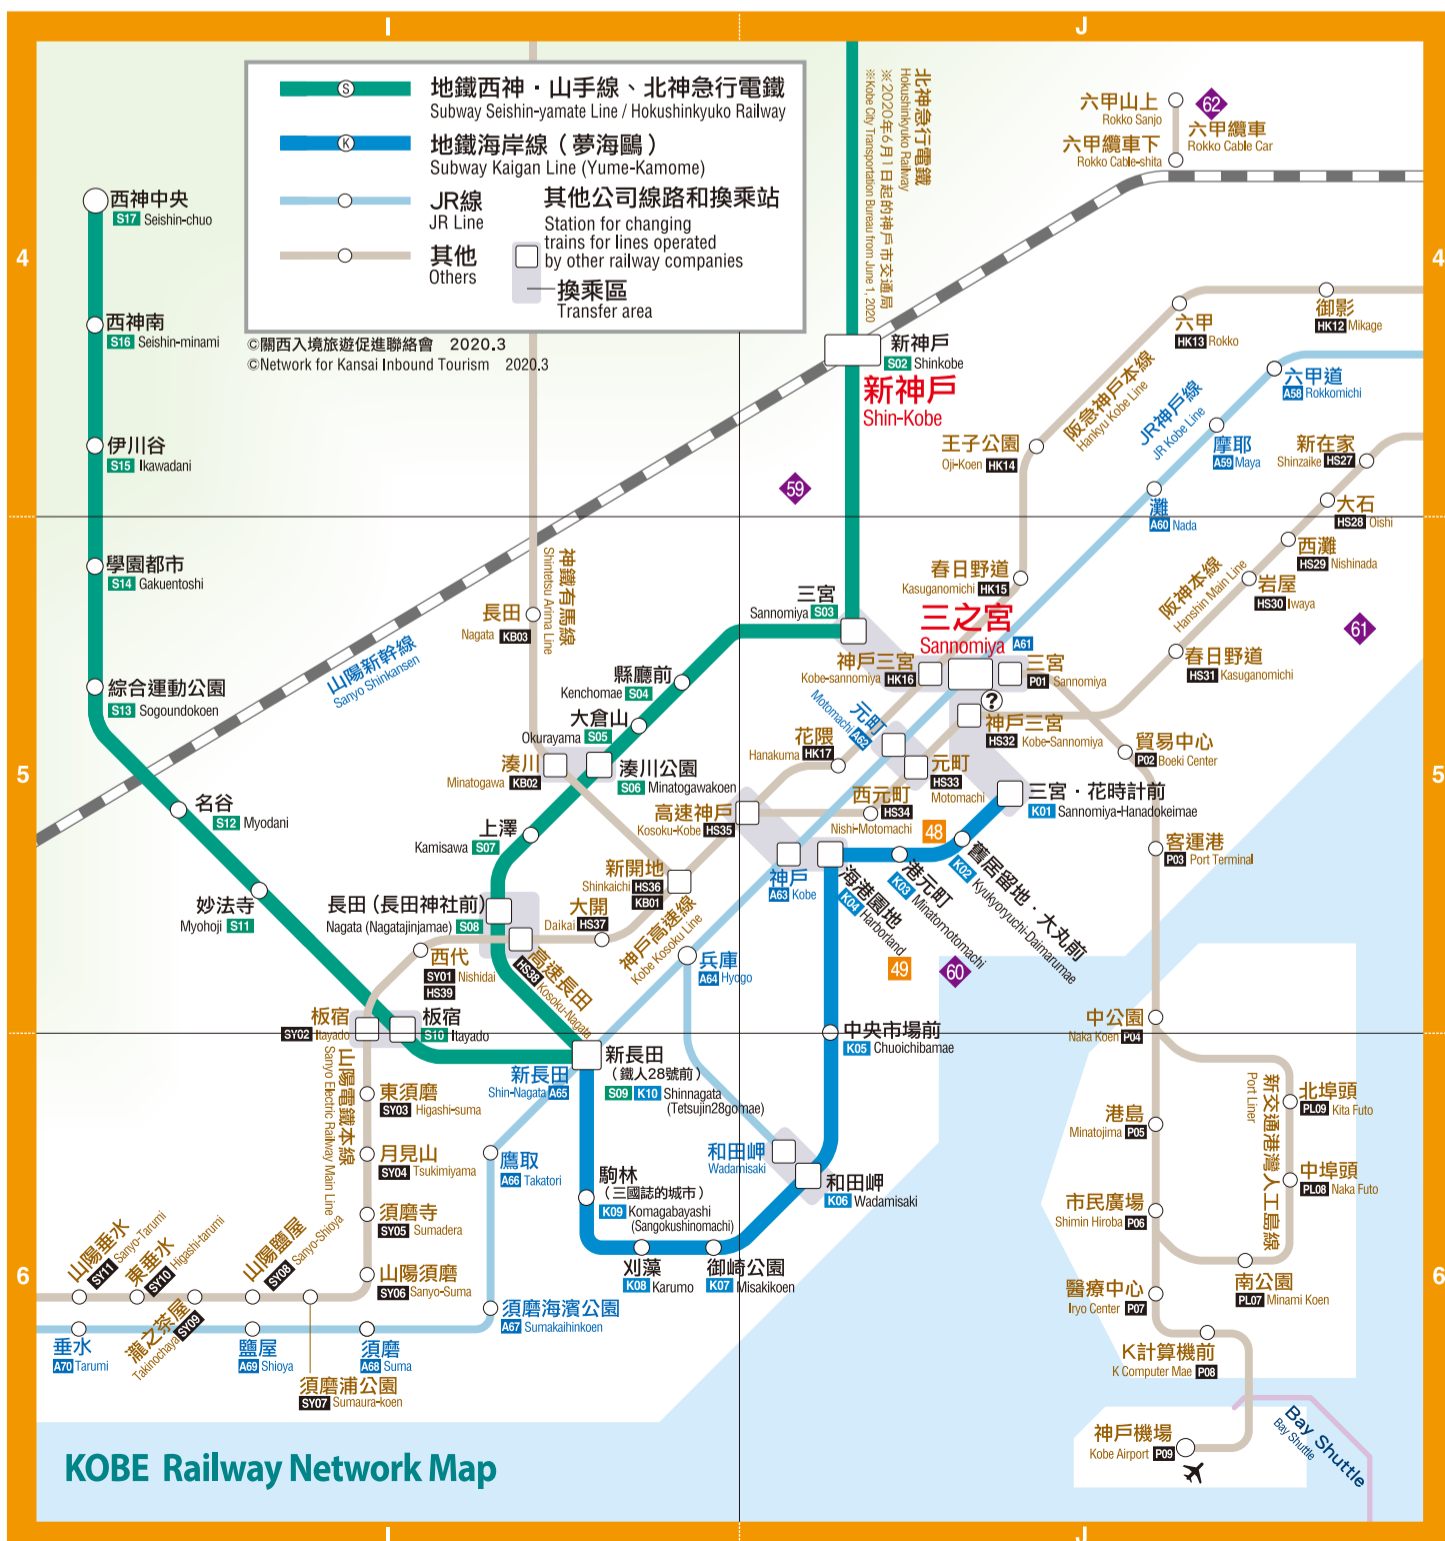 I
J
4
4
5
5
6
6
I
J
S
地鐵西神・山手線、北神急行電鐵
Subway Seishin-yamate Line / Hokushinkyuko Railway
K
地鐵海岸線（夢海鷗）
Subway Kaigan Line (Yume-Kamome)
JR線
JR Line
其他
Others
其他公司線路和換乘站
Station for changing
trains for lines operated
by other railway companies
換乘區
Transfer area
©關西入境旅遊促進聯絡會 2020.3
©Network for Kansai Inbound Tourism 2020.3
北神急行電鐵
Hokushinkyuko Railway
※2020年6月1日起的神戶市交通局
※Kobe City Transportation Bureau from June 1, 2020
六甲山上
Rokko Sanjo
62
六甲纜車下
Rokko Cable-shita
六甲纜車
Rokko Cable Car
西神中央
S17 Seishin-chuo
西神南
S16 Seishin-minami
伊川谷
S15 Ikawadani
學園都市
S14 Gakuentoshi
綜合運動公園
S13 Sogoundokoen
名谷
S12 Myodani
妙法寺
Myohoji S11
板宿
S10 Itayado
新神戶
S02 Shinkobe
新神戶
Shin-Kobe
59
三宮
Sannomiya S03
縣廳前
Kenchomae S04
大倉山
Okurayama S05
湊川公園
S06 Minatogawakoen
上澤
Kamisawa S07
長田（長田神社前）
Nagata (Nagatajinjamae) S08
新長田
（鐵人28號前）
S09 K10 Shinnagata
(Tetsujin28gomae)
山陽新幹線
Sanyo Shinkansen
神鐵有馬線
Shintetsu Arima Line
長田
Nagata KB03
湊川
Minatogawa KB02
新開地
Shinkaichi HS36
KB01
大開
Daikai HS37
高速長田
HS38 Kosoku-Nagata
西代
SY01 Nishidai
HS39
板宿
SY02 Itayado
山陽電鐵本線
Sanyo Electric Railway Main Line
東須磨
SY03 Higashi-suma
月見山
SY04 Tsukimiyama
須磨寺
SY05 Sumadera
山陽須磨
SY06 Sanyo-Suma
須磨浦公園
SY07 Sumaura-koen
山陽鹽屋
SY08 Sanyo-Shioya
瀧之茶屋
Takinochaya SY09
東垂水
SY10 Higashi-tarumi
山陽垂水
SY11 Sanyo-Tarumi
垂水
A70 Tarumi
鹽屋
A69 Shioya
須磨
A68 Suma
須磨海濱公園
A67 Sumakaihinkoen
鷹取
A66 Takatori
新長田
Shin-Nagata A65
兵庫
A64 Hyogo
和田岬
Wadamisaki
神戶
A63 Kobe
元町
Motomachi A62
三之宮
Sannomiya A61
灘
A60 Nada
摩耶
A59 Maya
六甲道
A58 Rokkomichi
JR神戶線
JR Kobe Line
阪急神戶本線
Hankyu Kobe Line
御影
HK12 Mikage
六甲
HK13 Rokko
王子公園
Oji-Koen HK14
春日野道
Kasuganomichi HK15
神戶三宮
Kobe-sannomiya HK16
花隈
Hanakuma HK17
高速神戶
Kosoku-Kobe HS35
神戶高速線
Kobe Kosoku Line
西元町
HS34
Nishi-Motomachi
元町
HS33
Motomachi
神戶三宮
HS32 Kobe-Sannomiya
?
春日野道
HS31 Kasuganomichi
岩屋
HS30 Iwaya
西灘
HS29 Nishinada
大石
HS28 Oishi
新在家
Shinzaike HS27
阪神本線
Hanshin Main Line
61
三宮
P01 Sannomiya
貿易中心
P02 Boeki Center
客運港
P03 Port Terminal
中公園
Naka Koen P04
港島
Minatojima P05
市民廣場
Shimin Hiroba P06
醫療中心
Iryo Center P07
K計算機前
K Computer Mae P08
神戶機場
Kobe Airport P09
新交通港灣人工島線
Port Liner
北埠頭
PL09 Kita Futo
中埠頭
PL08 Naka Futo
南公園
PL07 Minami Koen
三宮・花時計前
K01 Sannomiya-Hanadokeimae
舊居留地・大丸前
K02 Kyukyoryuuchi-Daimarumae
港元町
K03 Minatomotomachi
海港園地
K04 Harborland
48
49
60
中央市場前
K05 Chuoichibamae
和田岬
K06 Wadamisaki
御崎公園
K07 Misakikoen
刈藻
K08 Karumo
駒林
（三國誌的城市）
K09 Komagabayashi
(Sangokushinomachi)
Bay Shuttle
Bay Shuttle
KOBE Railway Network Map